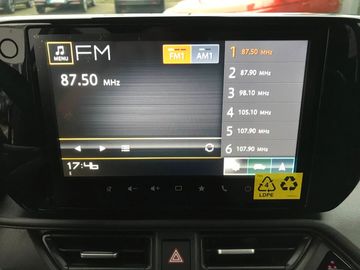 MENU FM FM1 AM1
87.50 MHz
1 87.50 MHz
2 87.90 MHz
3 98.10 MHz
4 105.10 MHz
5 107.90 MHz
6 107.90 MHz
17:46
4
LDPE